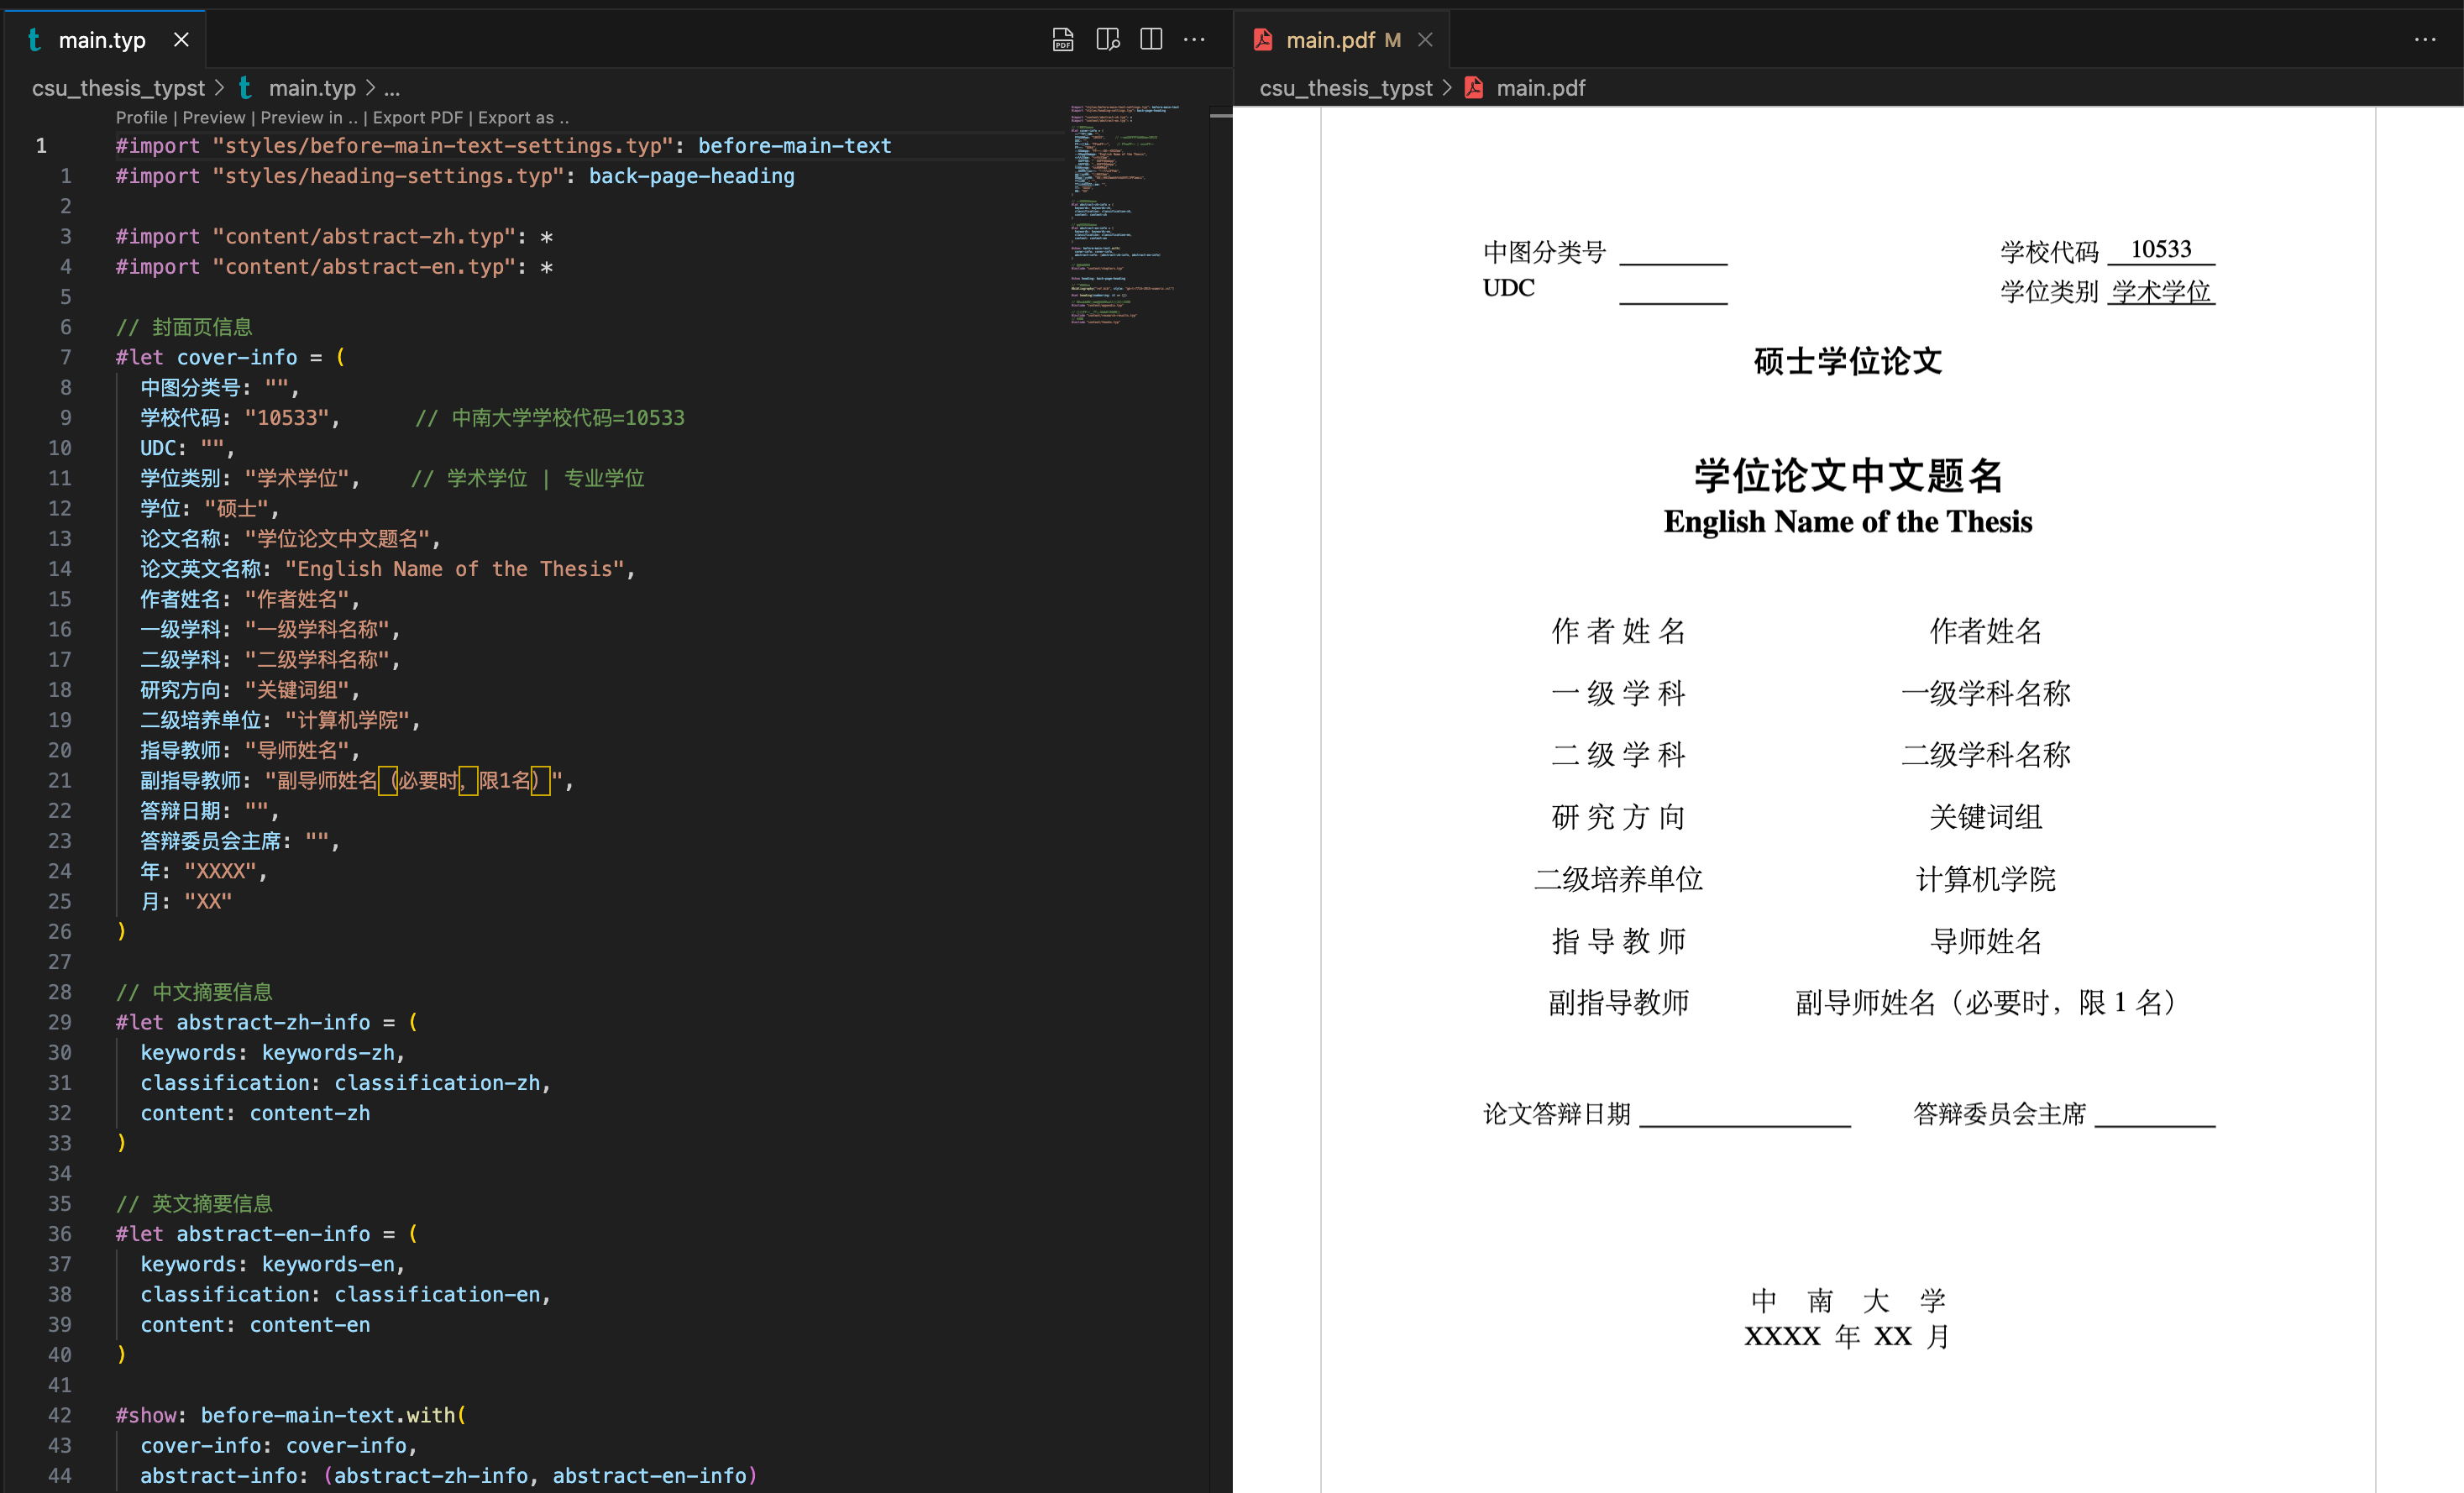 main.typ
csu_thesis_typst > main.typ > ...
Profile | Preview | Preview in .. | Export PDF | Export as ..
1 #import "styles/before-main-text-settings.typ": before-main-text
1 #import "styles/heading-settings.typ": back-page-heading
2
3 #import "content/abstract-zh.typ": *
4 #import "content/abstract-en.typ": *
5
6 // 封面页信息
7 #let cover-info = (
8 中图分类号: "",
9 学校代码: "10533", // 中南大学学校代码=10533
10 UDC: "",
11 学位类别: "学术学位", // 学术学位 | 专业学位
12 学位: "硕士",
13 论文名称: "学位论文中文题名",
14 论文英文名称: "English Name of the Thesis",
15 作者姓名: "作者姓名",
16 一级学科: "一级学科名称",
17 二级学科: "二级学科名称",
18 研究方向: "关键词组",
19 二级培养单位: "计算机学院",
20 指导教师: "导师姓名",
21 副指导教师: "副导师姓名（必要时，限1名）",
22 答辩日期: "",
23 答辩委员会主席: "",
24 年: "XXXX",
25 月: "XX"
26 )
27
28 // 中文摘要信息
29 #let abstract-zh-info = (
30 keywords: keywords-zh,
31 classification: classification-zh,
32 content: content-zh
33 )
34
35 // 英文摘要信息
36 #let abstract-en-info = (
37 keywords: keywords-en,
38 classification: classification-en,
39 content: content-en
40 )
41
42 #show: before-main-text.with(
43 cover-info: cover-info,
44 abstract-info: (abstract-zh-info, abstract-en-info)
main.pdf M
csu_thesis_typst > main.pdf
中图分类号 学校代码 10533
UDC 学位类别 学术学位
硕士学位论文
学位论文中文题名
English Name of the Thesis
作者姓名 作者姓名
一级学科 一级学科名称
二级学科 二级学科名称
研究方向 关键词组
二级培养单位 计算机学院
指导教师 导师姓名
副指导教师 副导师姓名（必要时，限 1 名）
论文答辩日期 答辩委员会主席
中 南 大 学
XXXX 年 XX 月